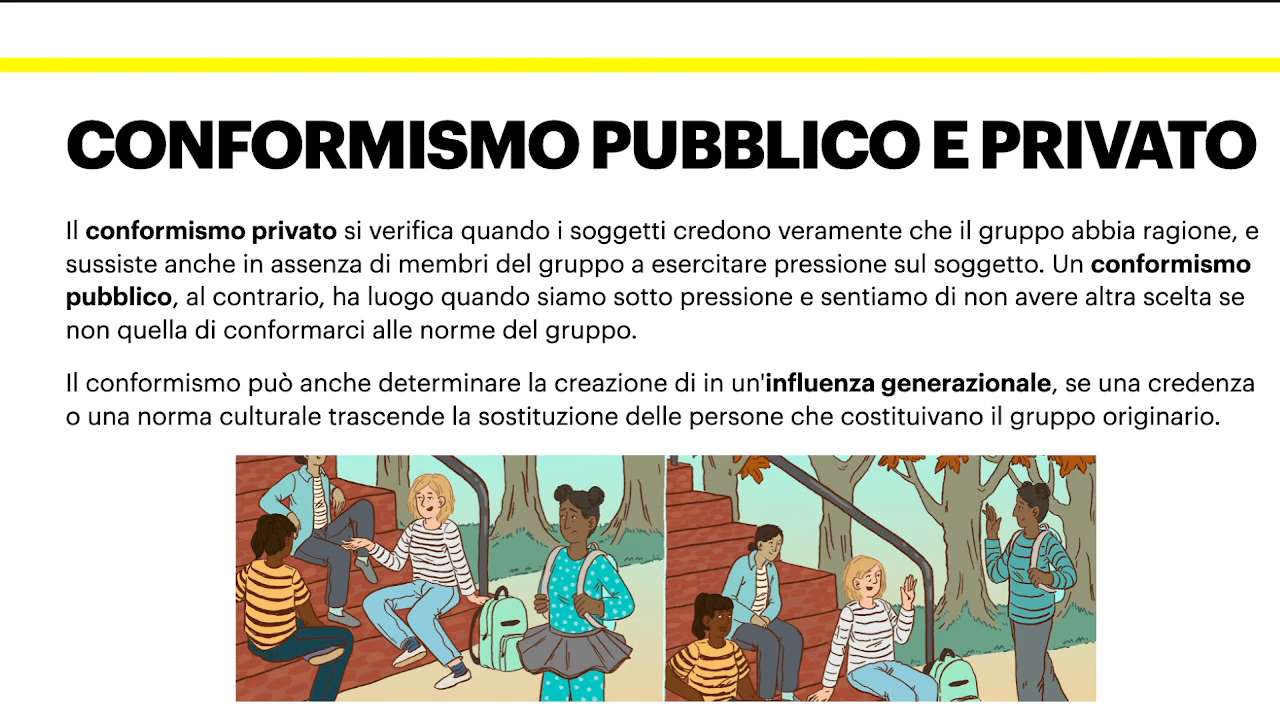 CONFORMISMO PUBBLICO E PRIVATO
Il conformismo privato si verifica quando i soggetti credono veramente che il gruppo abbia ragione, e
sussiste anche in assenza di membri del gruppo a esercitare pressione sul soggetto. Un conformismo
pubblico, al contrario, ha luogo quando siamo sotto pressione e sentiamo di non avere altra scelta se
non quella di conformarci alle norme del gruppo.
Il conformismo può anche determinare la creazione di in un'influenza generazionale, se una credenza
o una norma culturale trascende la sostituzione delle persone che costituivano il gruppo originario.